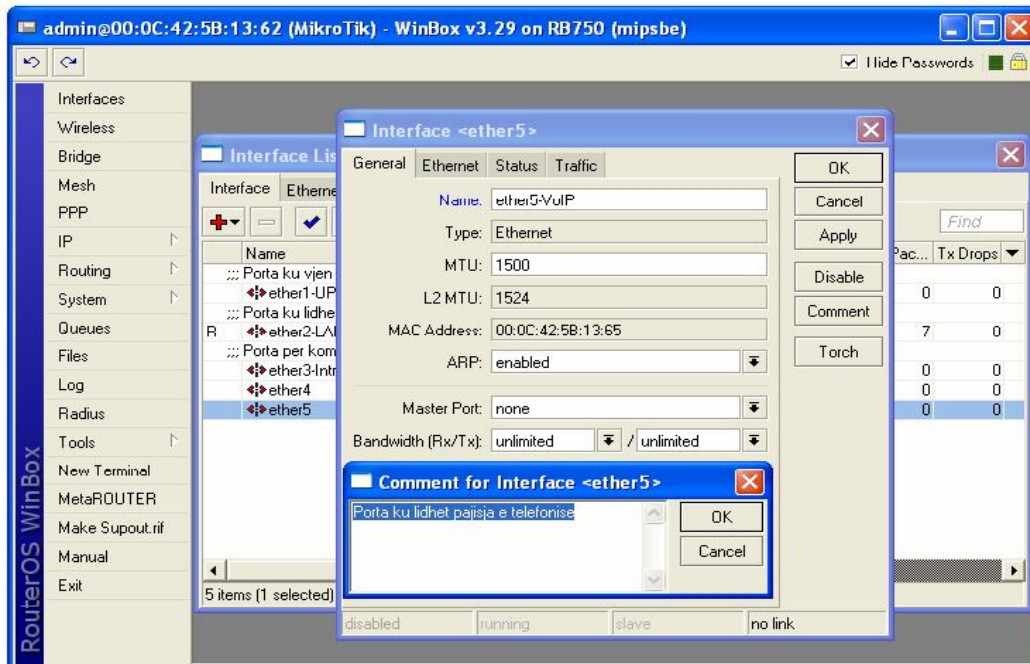 admin@00:0C:42:5B:13:62 (MikroTik) - WinBox v3.29 on RB750 (mipsbe)
Hide Passwords
Interfaces
Wireless
Bridge
Mesh
PPP
IP
Routing
System
Queues
Files
Log
Radius
Tools
New Terminal
MetaROUTER
Make Supout.rif
Manual
Exit
RouterOS WinBox
Interface Lis
Interface Etherne
Find
Name Pac... Tx Drops
;;; Porta ku vjen
ether1-UP 0 0
;;; Porta ku lidhe
R ether2-LAN 7 0
;;; Porta per kom
ether3-Intr 0 0
ether4 0 0
ether5 0 0
5 items (1 selected)
Interface <ether5>
General Ethernet Status Traffic
Name: ether5-VoIP
Type: Ethernet
MTU: 1500
L2 MTU: 1524
MAC Address: 00:0C:42:5B:13:65
ARP: enabled
Master Port: none
Bandwidth (Rx/Tx): unlimited / unlimited
OK
Cancel
Apply
Disable
Comment
Torch
Comment for Interface <ether5>
Porta ku lidhet pajisja e telefonise
OK
Cancel
disabled running slave no link